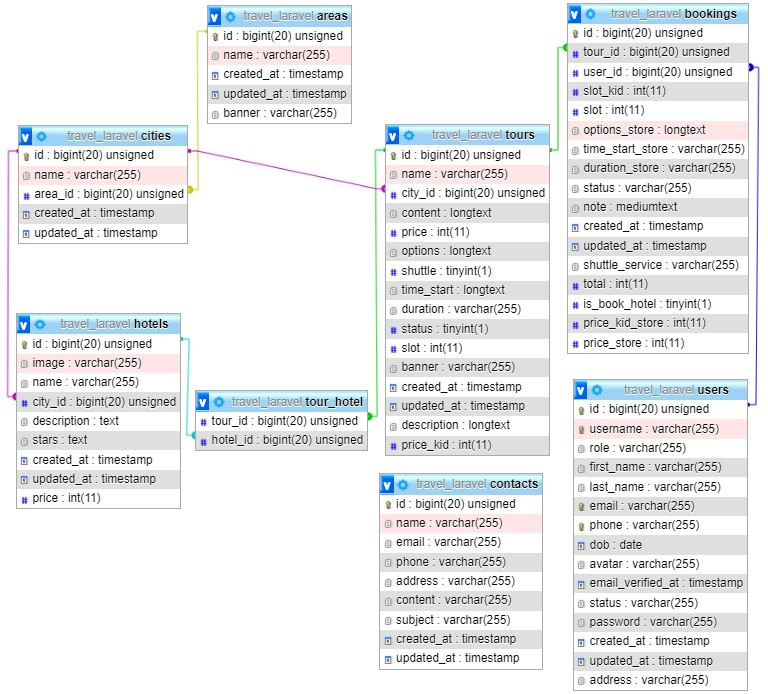 travel_laravel areas
id : bigint(20) unsigned
name : varchar(255)
created_at : timestamp
updated_at : timestamp
banner : varchar(255)
travel_laravel bookings
id : bigint(20) unsigned
tour_id : bigint(20) unsigned
user_id : bigint(20) unsigned
slot_kid : int(11)
slot : int(11)
options_store : longtext
time_start_store : varchar(255)
duration_store : varchar(255)
status : varchar(255)
note : mediumtext
created_at : timestamp
updated_at : timestamp
shuttle_service : varchar(255)
total : int(11)
is_book_hotel : tinyint(1)
price_kid_store : int(11)
price_store : int(11)
travel_laravel cities
id : bigint(20) unsigned
name : varchar(255)
area_id : bigint(20) unsigned
created_at : timestamp
updated_at : timestamp
travel_laravel tours
id : bigint(20) unsigned
name : varchar(255)
city_id : bigint(20) unsigned
content : longtext
price : int(11)
options : longtext
shuttle : tinyint(1)
time_start : longtext
duration : varchar(255)
status : tinyint(1)
slot : int(11)
banner : varchar(255)
created_at : timestamp
updated_at : timestamp
description : longtext
price_kid : int(11)
travel_laravel hotels
id : bigint(20) unsigned
image : varchar(255)
name : varchar(255)
city_id : bigint(20) unsigned
description : text
stars : text
created_at : timestamp
updated_at : timestamp
price : int(11)
travel_laravel tour_hotel
tour_id : bigint(20) unsigned
hotel_id : bigint(20) unsigned
travel_laravel users
id : bigint(20) unsigned
username : varchar(255)
role : varchar(255)
first_name : varchar(255)
last_name : varchar(255)
email : varchar(255)
phone : varchar(255)
dob : date
avatar : varchar(255)
email_verified_at : timestamp
status : varchar(255)
password : varchar(255)
created_at : timestamp
updated_at : timestamp
address : varchar(255)
travel_laravel contacts
id : bigint(20) unsigned
name : varchar(255)
email : varchar(255)
phone : varchar(255)
address : varchar(255)
content : varchar(255)
subject : varchar(255)
created_at : timestamp
updated_at : timestamp